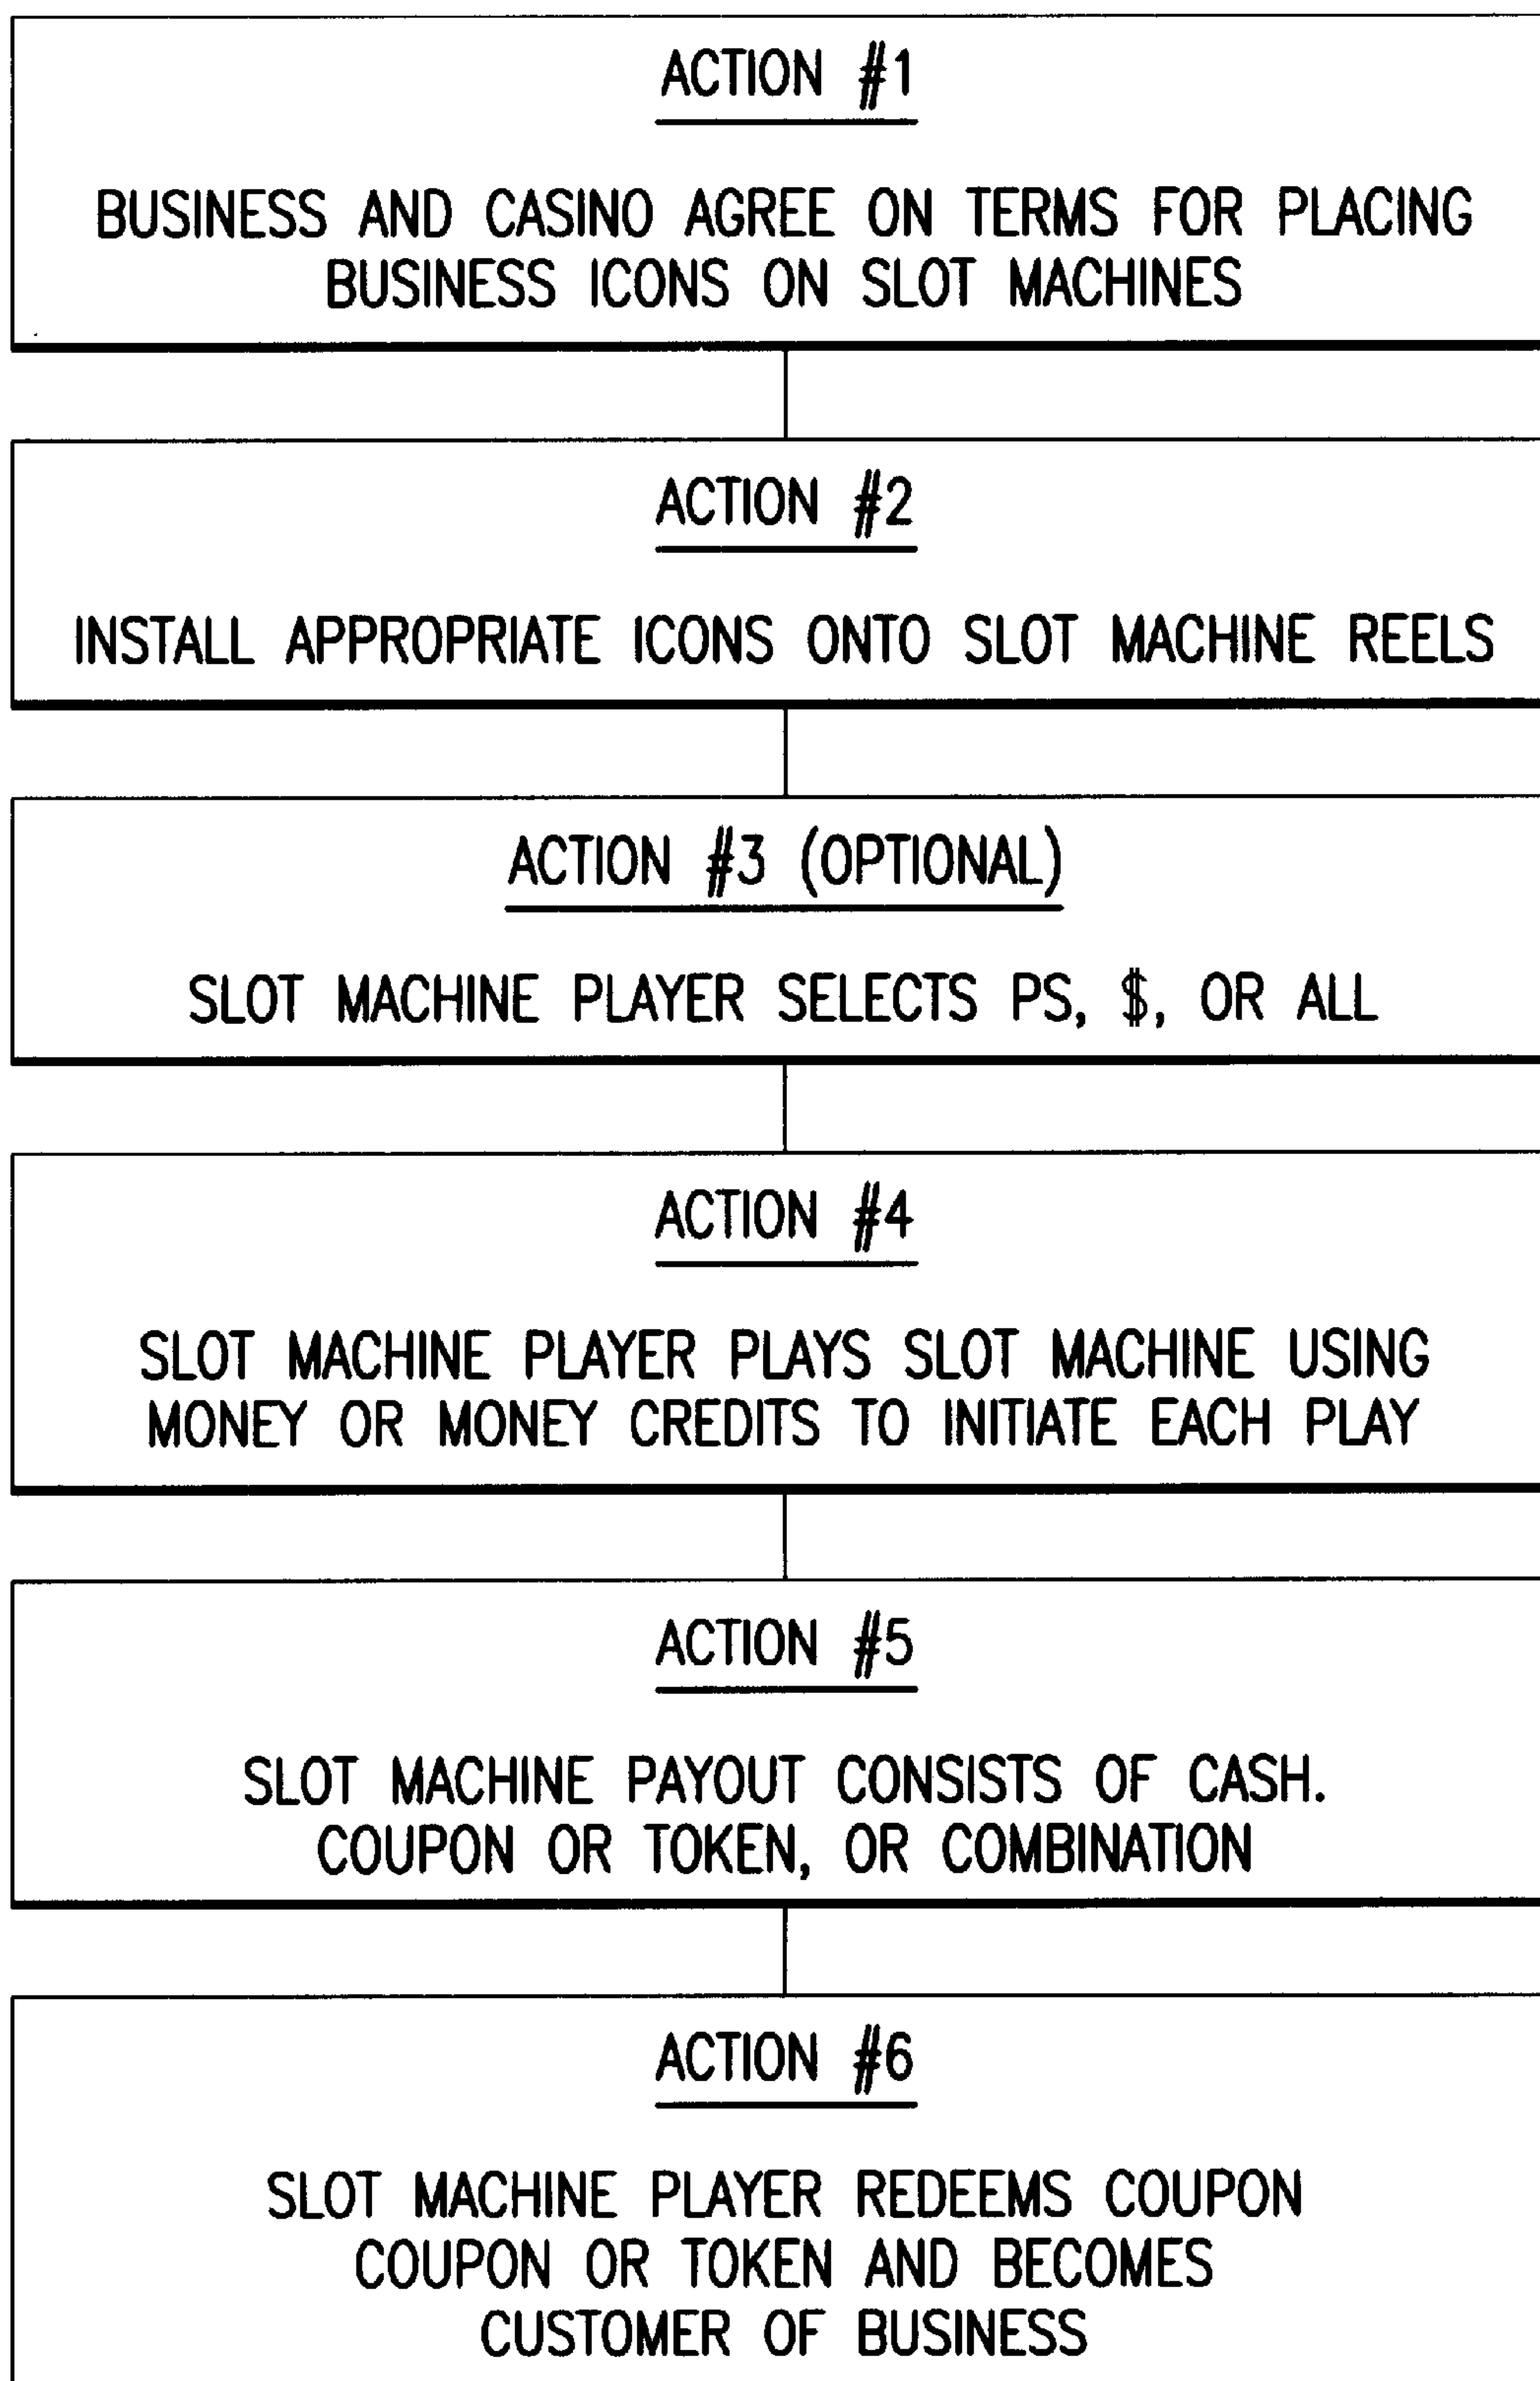 ACTION #1
BUSINESS AND CASINO AGREE ON TERMS FOR PLACING
BUSINESS ICONS ON SLOT MACHINES
ACTION #2
INSTALL APPROPRIATE ICONS ONTO SLOT MACHINE REELS
ACTION #3 (OPTIONAL)
SLOT MACHINE PLAYER SELECTS PS, $, OR ALL
ACTION #4
SLOT MACHINE PLAYER PLAYS SLOT MACHINE USING
MONEY OR MONEY CREDITS TO INITIATE EACH PLAY
ACTION #5
SLOT MACHINE PAYOUT CONSISTS OF CASH.
COUPON OR TOKEN, OR COMBINATION
ACTION #6
SLOT MACHINE PLAYER REDEEMS COUPON
COUPON OR TOKEN AND BECOMES
CUSTOMER OF BUSINESS